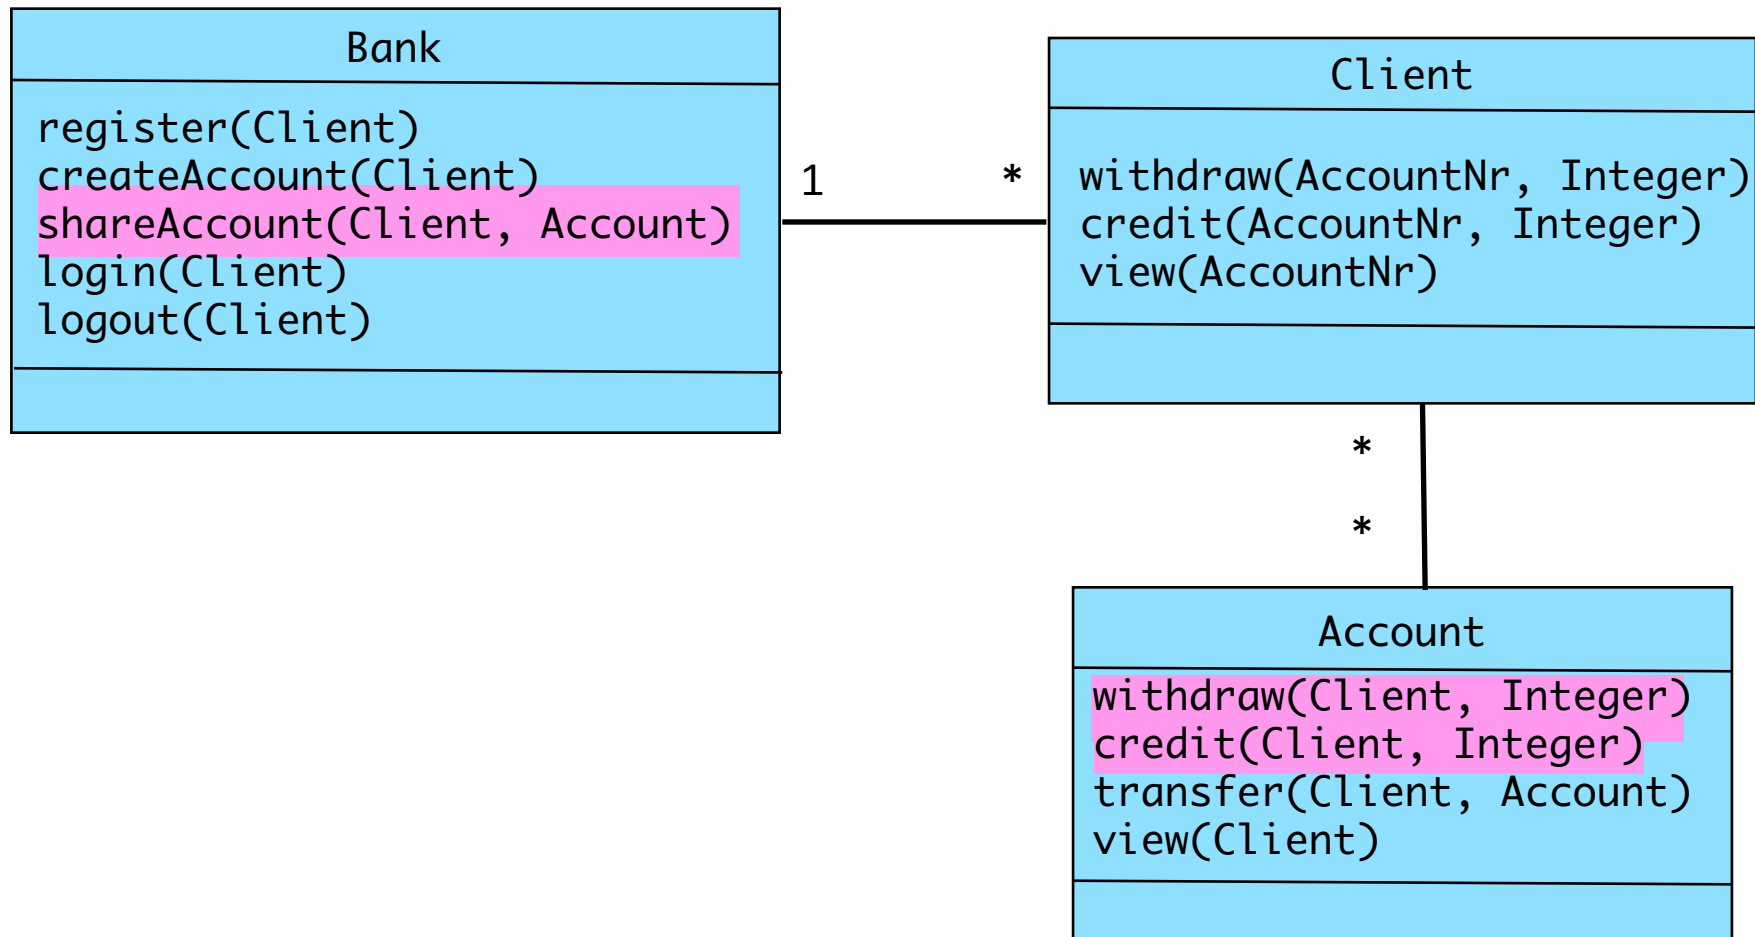 Bank
register(Client)
createAccount(Client)
shareAccount(Client, Account)
login(Client)
logout(Client)
1
*
Client
withdraw(AccountNr, Integer)
credit(AccountNr, Integer)
view(AccountNr)
*
*
Account
withdraw(Client, Integer)
credit(Client, Integer)
transfer(Client, Account)
view(Client)